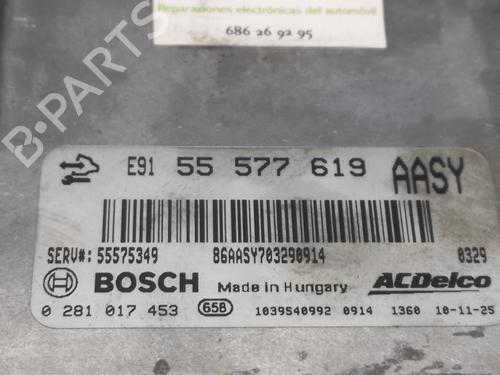 Reparaciones electrónicas del automóvil
686 26 92 95
B-PARTS
E91 55 577 619 AASY
SERV#: 55575349 86AASY703290914 0329
BOSCH Made in Hungary ACDelco
0 281 017 453 65B 1039S40992 0914 1360 10-11-25